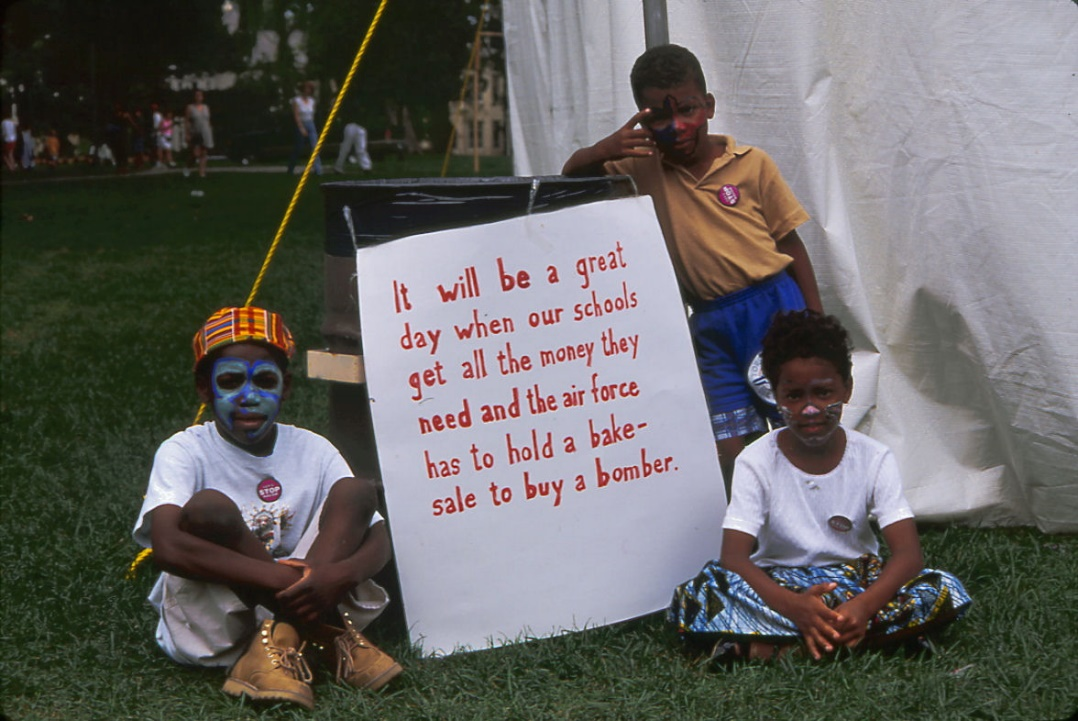 It will be a great
day when our schools
get all the money they
need and the air force
has to hold a bake-
sale to buy a bomber.
STOP